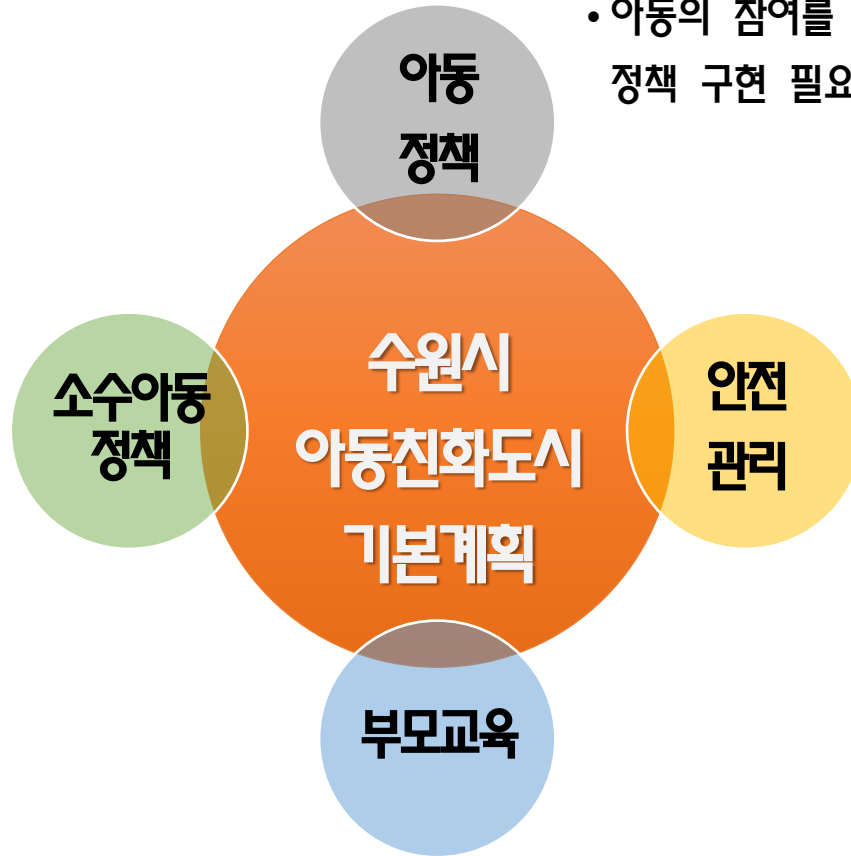 • 아동의 참여를
정책 구현 필요
아동
정책
수원시
아동친화도시
기본계획
소수아동
정책
안전
관리
부모교육